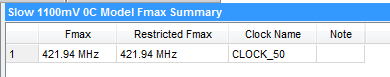 Slow 1100mV 0C Model Fmax Summary
Fmax Restricted Fmax Clock Name Note
1 421.94 MHz 421.94 MHz CLOCK_50